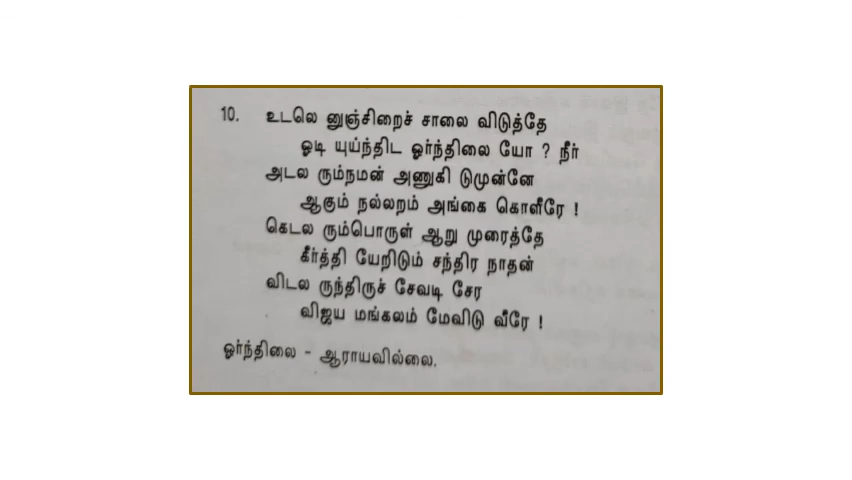 10. உடலெ னுஞ்சிறைச் சாலை விடுத்தே
ஓடி யுய்ந்திட ஓர்ந்திலை யோ ? நீர்
அடல ரும்நமன் அணுகி டுமுன்னே
ஆகும் நல்லறம் அங்கை கொளீரே !
கெடல ரும்பொருள் ஆறு முரைத்தே
கீர்த்தி யேறிடும் சந்திர நாதன்
விடல ருந்திருச் சேவடி சேர
விஜய மங்கலம் மேவிடு வீரே !
ஓர்ந்திலை - ஆராயவில்லை.